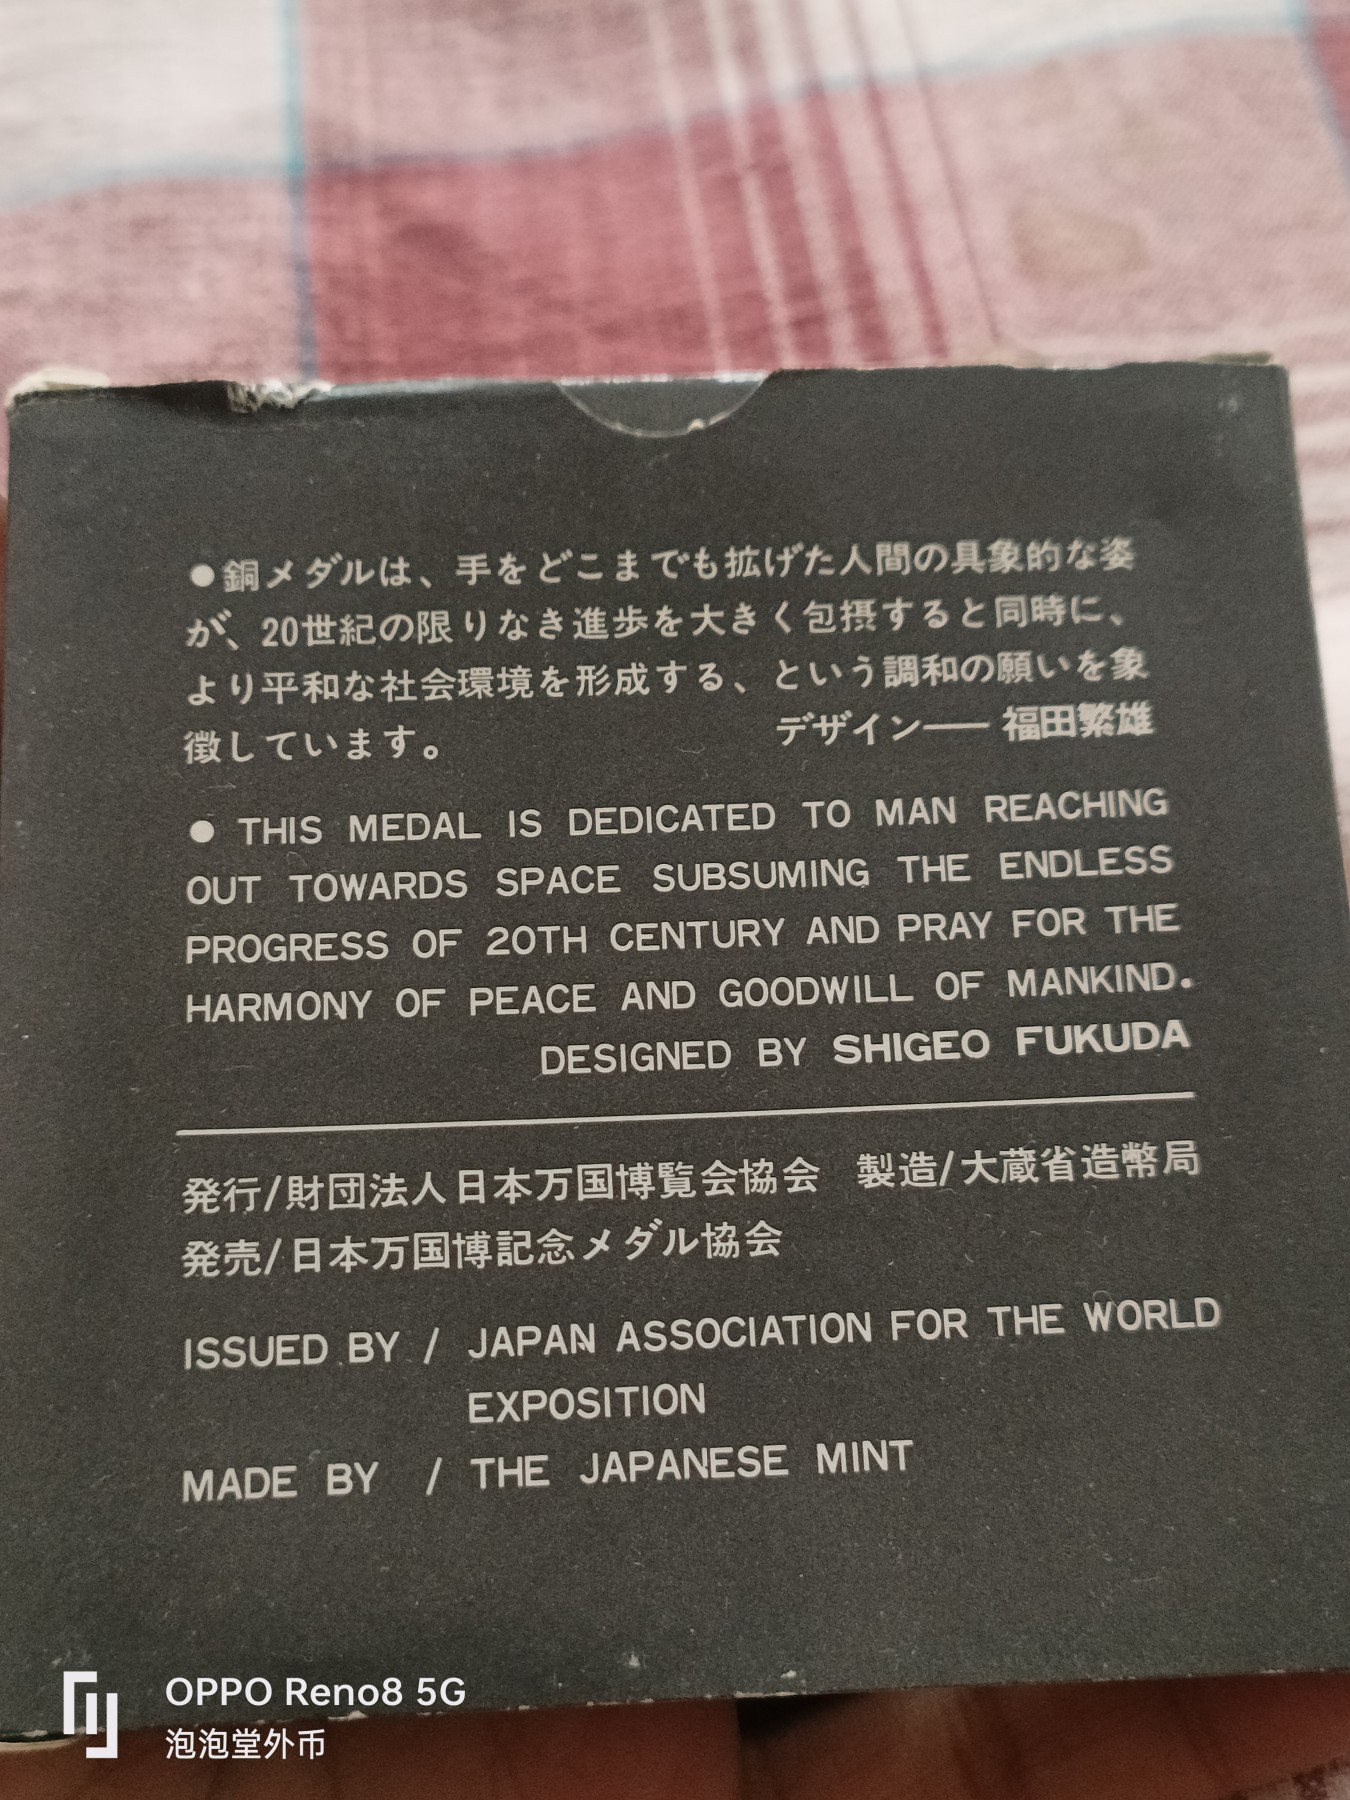 ●銅メダルは、手をどこまでも拡げた人間の具象的な姿
が、20世紀の限りなき進歩を大きく包摂すると同時に、
より平和な社会環境を形成する、という調和の願いを象
徴しています。 デザイン── 福田繁雄
● THIS MEDAL IS DEDICATED TO MAN REACHING
OUT TOWARDS SPACE SUBSUMING THE ENDLESS
PROGRESS OF 20TH CENTURY AND PRAY FOR THE
HARMONY OF PEACE AND GOODWILL OF MANKIND.
DESIGNED BY SHIGEO FUKUDA
発行/財団法人日本万国博覧会協会 製造/大蔵省造幣局
発売/日本万国博記念メダル協会
ISSUED BY / JAPAN ASSOCIATION FOR THE WORLD
EXPOSITION
MADE BY / THE JAPANESE MINT
OPPO Reno8 5G
泡泡堂外币